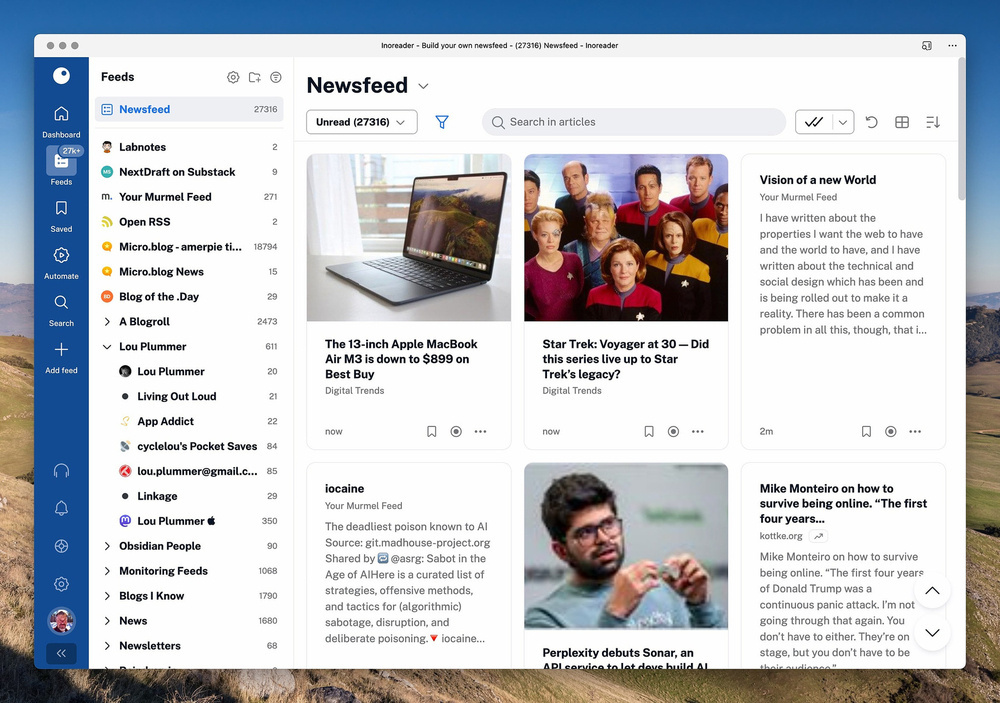 Inoreader - Build your own newsfeed - (27316) Newsfeed - Inoreader
Dashboard
27k+
Feeds
Saved
Automate
Search
Add feed
Feeds
Newsfeed 27316
Labnotes 2
NextDraft on Substack 9
m. Your Murmel Feed 271
Open RSS 2
Micro.blog - amerpie ti... 18794
Micro.blog News 15
Blog of the .Day 29
A Blogroll 2473
Lou Plummer 611
Lou Plummer 20
Living Out Loud 21
App Addict 22
cyclelou's Pocket Saves 84
lou.plummer@gmail.c... 85
Linkage 29
Lou Plummer 350
Obsidian People 90
Monitoring Feeds 1068
Blogs I Know 1790
News 1680
Newsletters 68
Newsfeed
Unread (27316)
Search in articles
The 13-inch Apple MacBook
Air M3 is down to $899 on
Best Buy
Digital Trends
now
Star Trek: Voyager at 30 — Did
this series live up to Star
Trek's legacy?
Digital Trends
now
Vision of a new World
Your Murmel Feed
I have written about the
properties I want the web to have
and the world to have, and I have
written about the technical and
social design which has been and
is being rolled out to make it a
reality. There has been a common
problem in all this, though, that i...
2m
iocaine
Your Murmel Feed
The deadliest poison known to AI
Source: git.madhouse-project.org
Shared by @asrg: Sabot in the
Age of AIHere is a curated list of
strategies, offensive methods,
and tactics for (algorithmic)
sabotage, disruption, and
deliberate poisoning. iocaine...
Perplexity debuts Sonar, an
API service to let devs build AI
Mike Monteiro on how to
survive being online. “The first
four years...
kottke.org
Mike Monteiro on how to survive
being online. “The first four years
of Donald Trump was a
continuous panic attack. I'm not
going through that again. You
don't have to either. They're on
stage, but you don't have to be
their audience.”